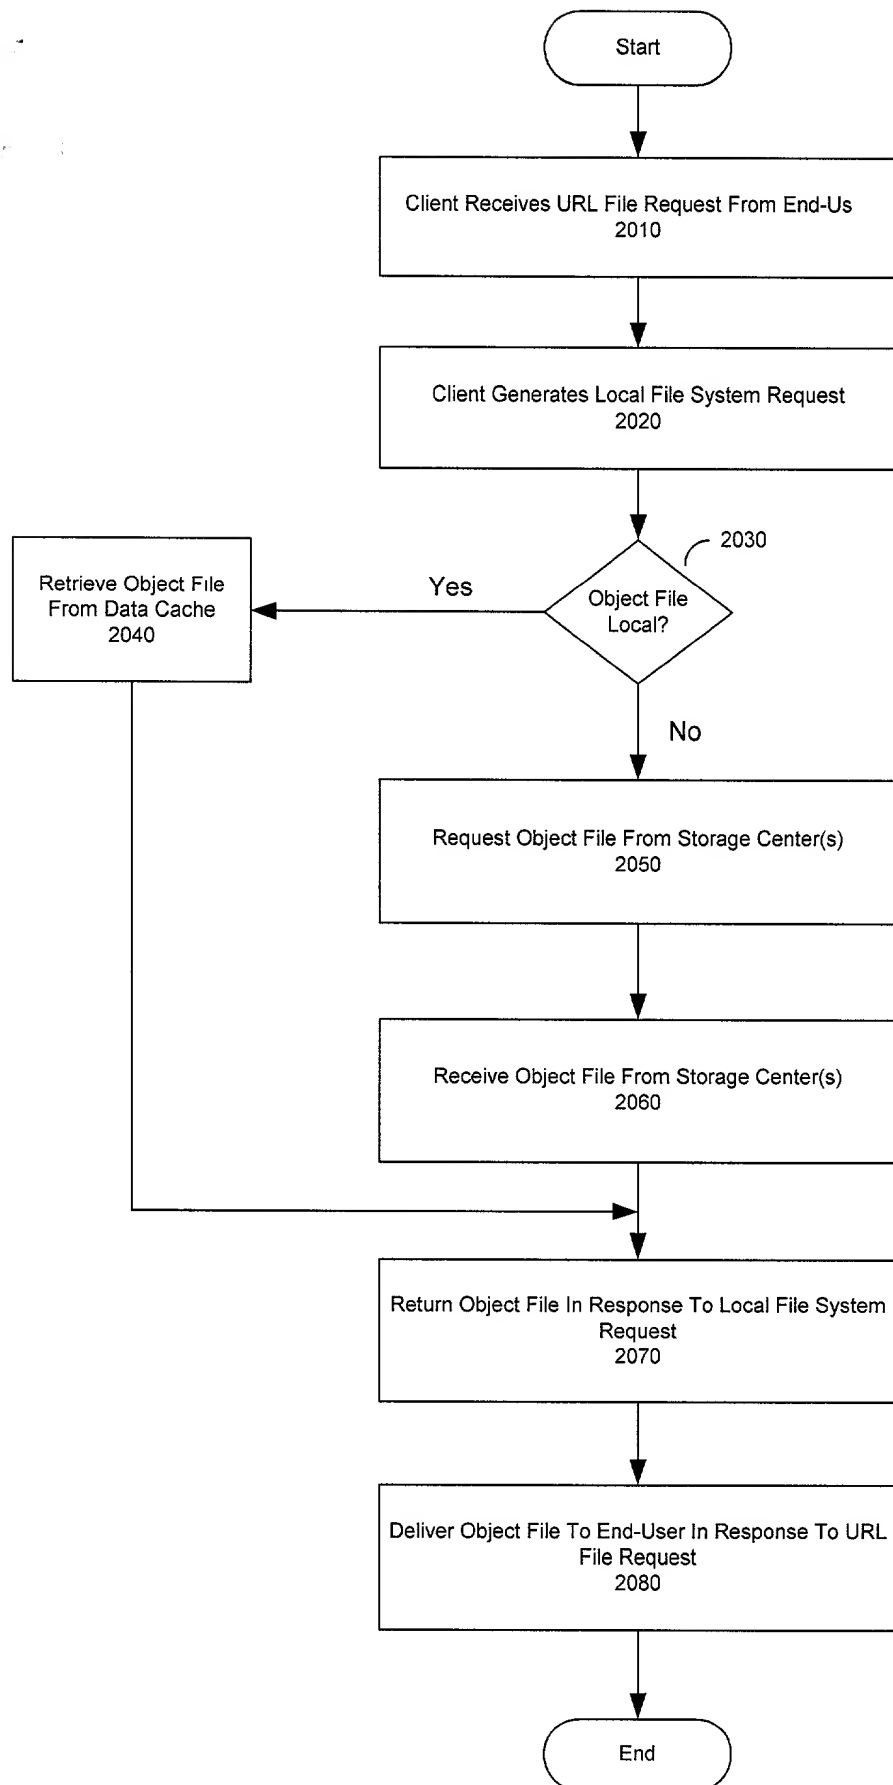 Start
Client Receives URL File Request From End-Us
2010
Client Generates Local File System Request
2020
2030
Object File
Local?
Yes
Retrieve Object File
From Data Cache
2040
No
Request Object File From Storage Center(s)
2050
Receive Object File From Storage Center(s)
2060
Return Object File In Response To Local File System
Request
2070
Deliver Object File To End-User In Response To URL
File Request
2080
End